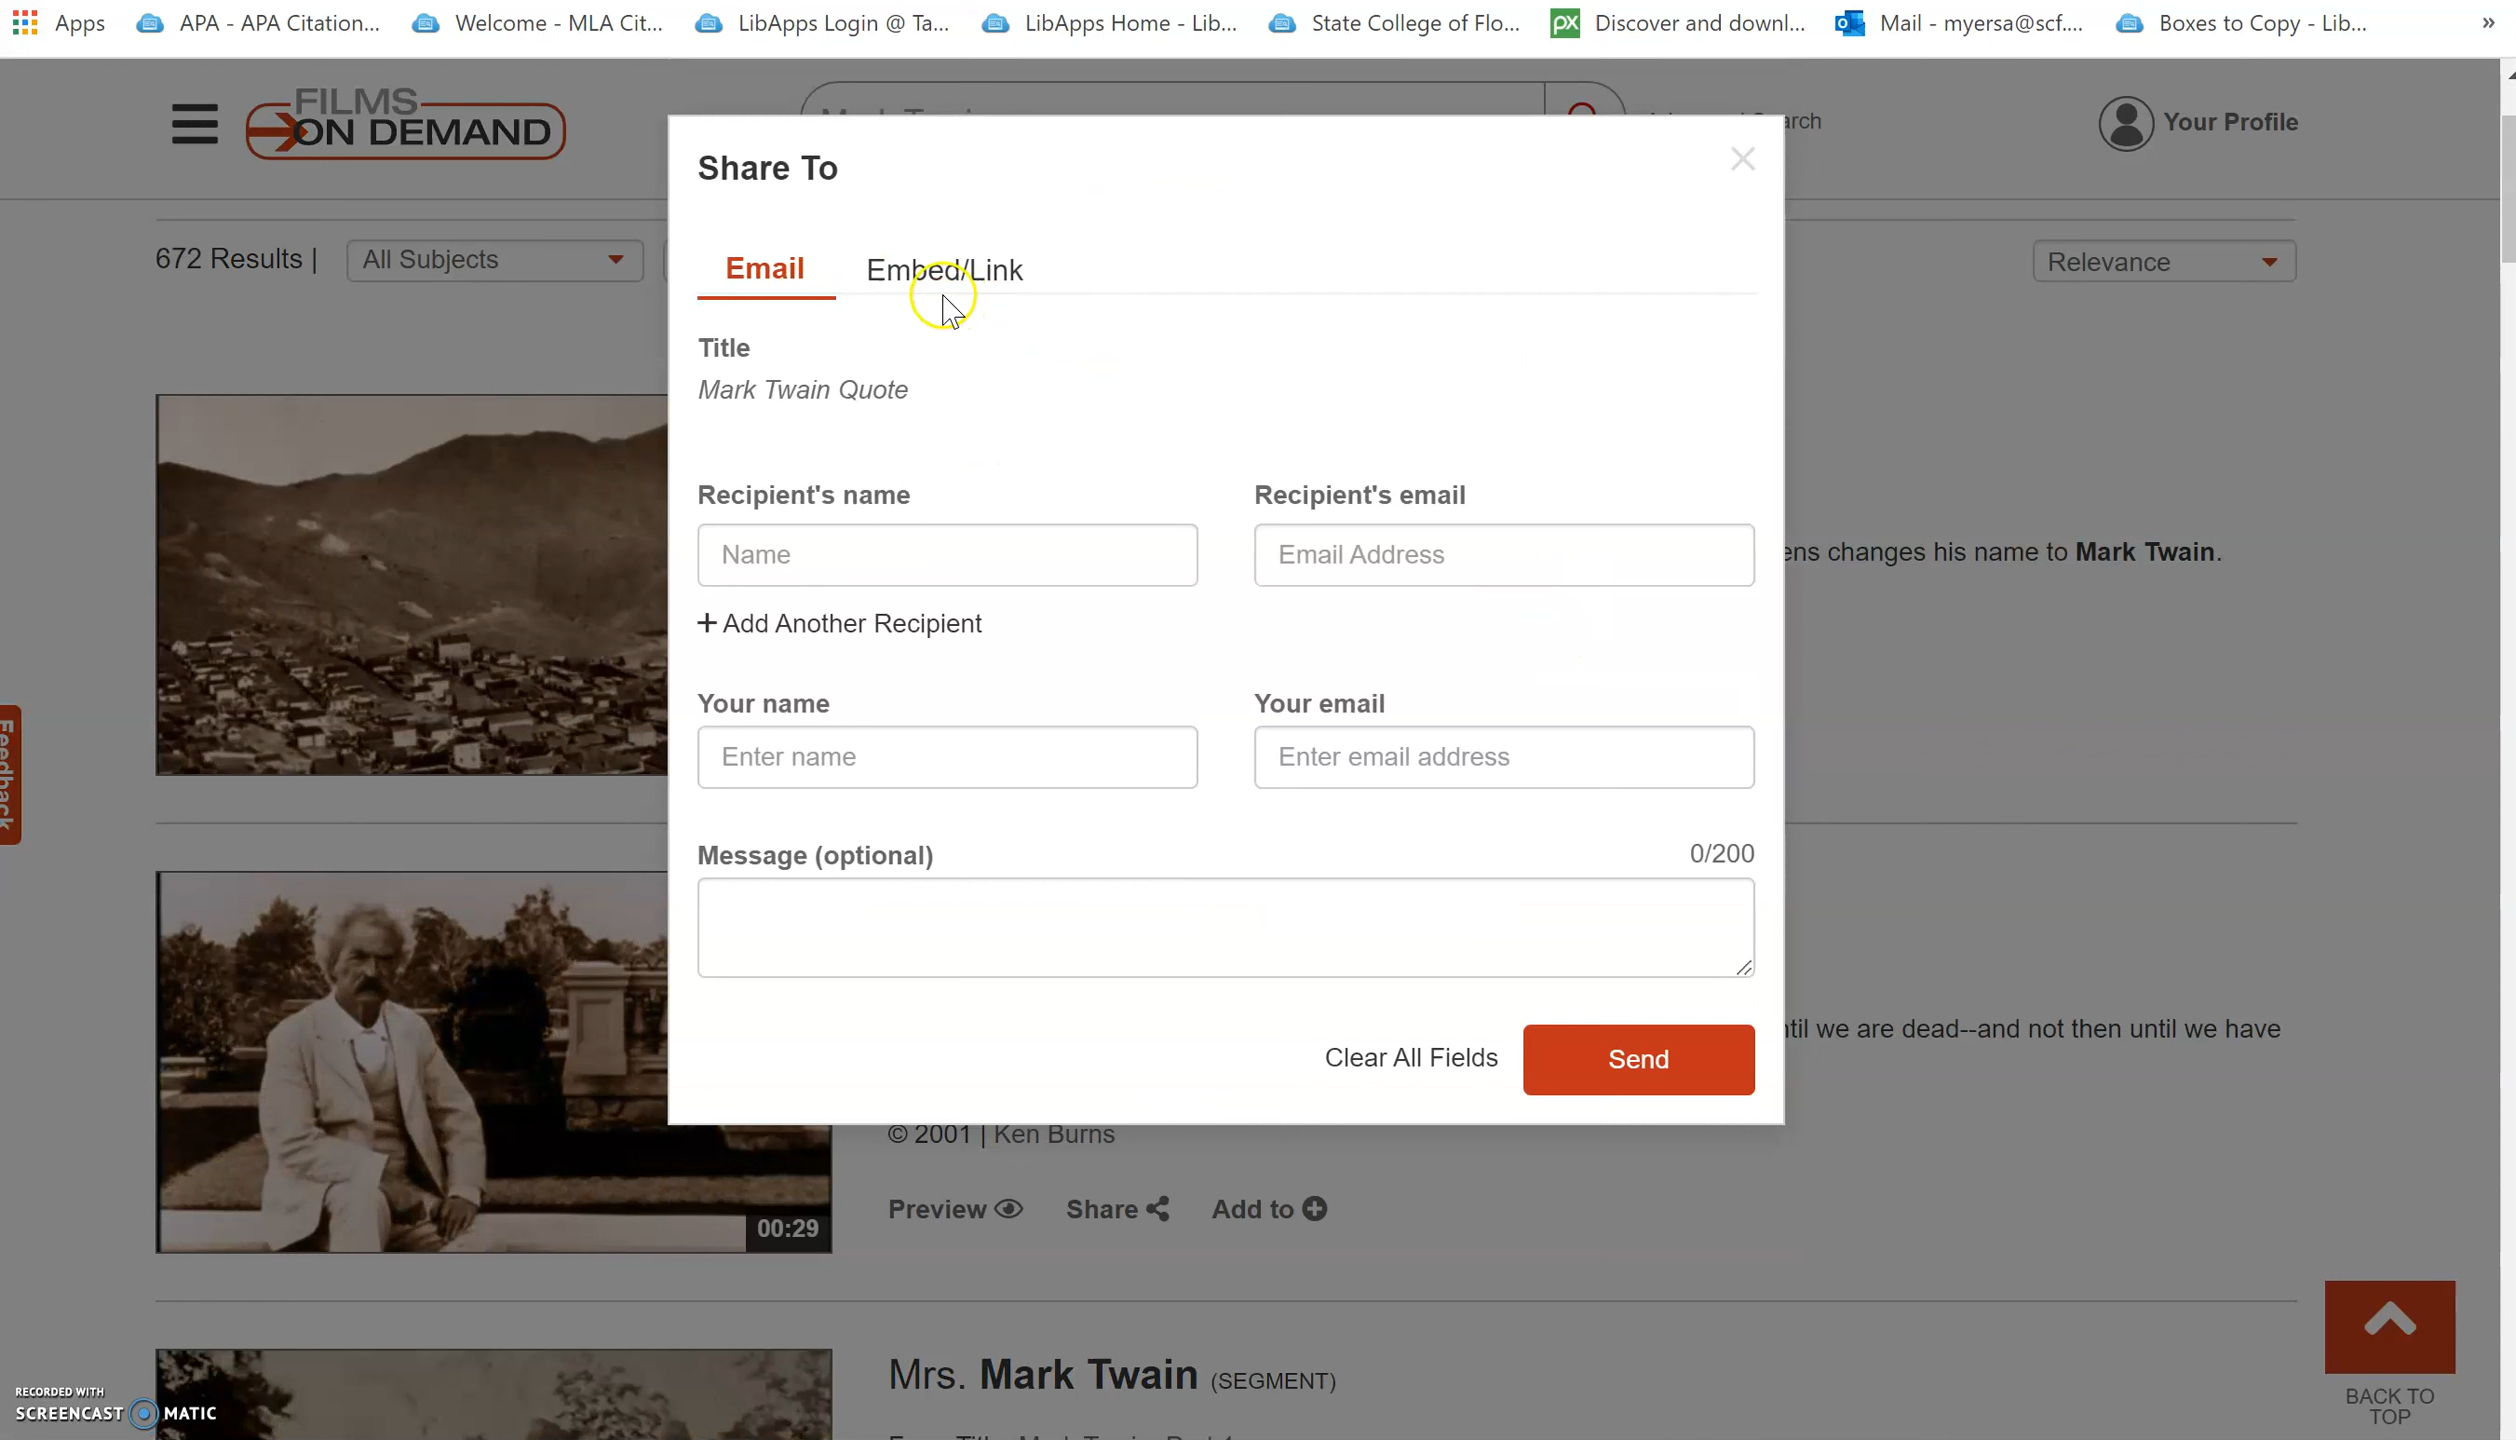 Apps APA - APA Citation... Welcome - MLA Cit... LibApps Login @ Ta... LibApps Home - Lib... State College of Flo... Discover and downl... Mail - myersa@scf.... Boxes to Copy - Lib... »
FILMS
ON DEMAND
Your Profile
Share To
672 Results |
All Subjects
Relevance
Email
Embed/Link
Title
Mark Twain Quote
Recipient's name
Recipient's email
Name
Email Address
changes his name to Mark Twain.
+ Add Another Recipient
Your name
Your email
Enter name
Enter email address
Feedback
Message (optional)
0/200
we are dead--and not then until we have
Clear All Fields
Send
© 2001 | Ken Burns
00:29
Preview
Share
Add to
Mrs. Mark Twain (SEGMENT)
BACK TO
TOP
RECORDED WITH
SCREENCAST MATIC